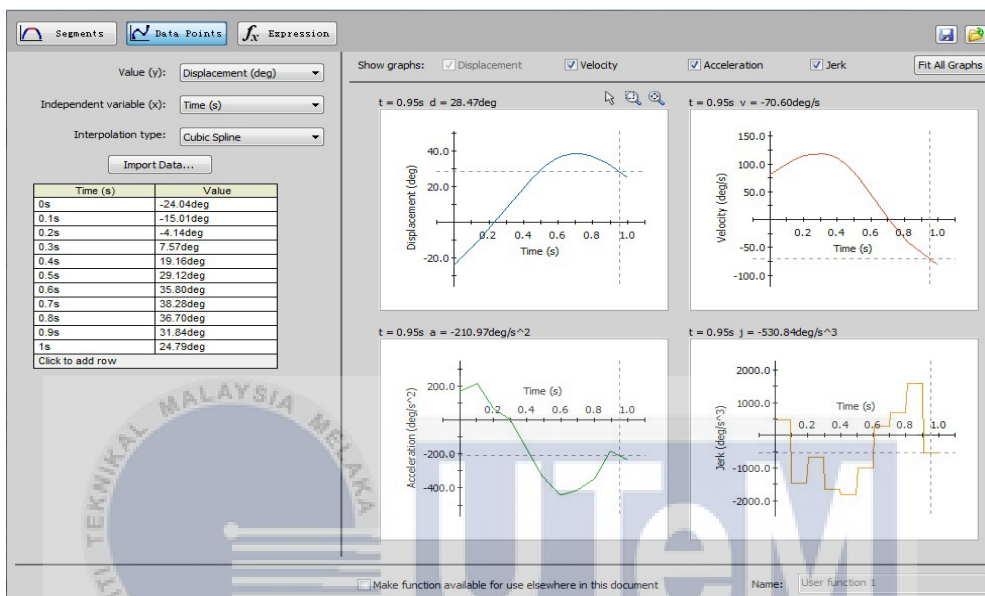 Segments Data Points fx Expression
Value (y): Displacement (deg)
Independent variable (x): Time (s)
Interpolation type: Cubic Spline
Import Data...
Time (s) Value
0s -24.04deg
0.1s -15.01deg
0.2s -4.14deg
0.3s 7.57deg
0.4s 19.16deg
0.5s 29.12deg
0.6s 35.80deg
0.7s 38.28deg
0.8s 36.70deg
0.9s 31.84deg
1s 24.79deg
Click to add row
Show graphs: Displacement Velocity Acceleration Jerk Fit All Graphs
t = 0.95s d = 28.47deg
40.0
20.0
-20.0
0.2 0.4 0.6 0.8 1.0
Time (s)
Displacement (deg)
t = 0.95s v = -70.60deg/s
150.0
100.0
50.0
-50.0
-100.0
0.2 0.4 0.6 0.8 1.0
Time (s)
Velocity (deg/s)
t = 0.95s a = -210.97deg/s^2
200.0
-200.0
-400.0
Time (s)
0.2 0.4 0.6 0.8 1.0
Acceleration (deg/s^2)
t = 0.95s j = -530.84deg/s^3
2000.0
1000.0
-1000.0
-2000.0
Time (s)
0.2 0.4 0.6 0.8 1.0
Jerk (deg/s^3)
Make function available for use elsewhere in this document
Name: User function 1
TEKNIKAL MALAYSIA MELAKA
UTeM